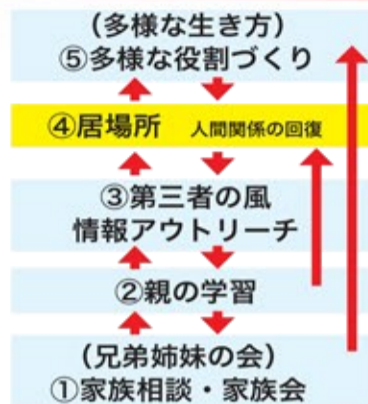 (多様な生き方)
⑤多様な役割づくり
④居場所 人間関係の回復
③第三者の風
情報アウトリーチ
②親の学習
(兄弟姉妹の会)
①家族相談・家族会